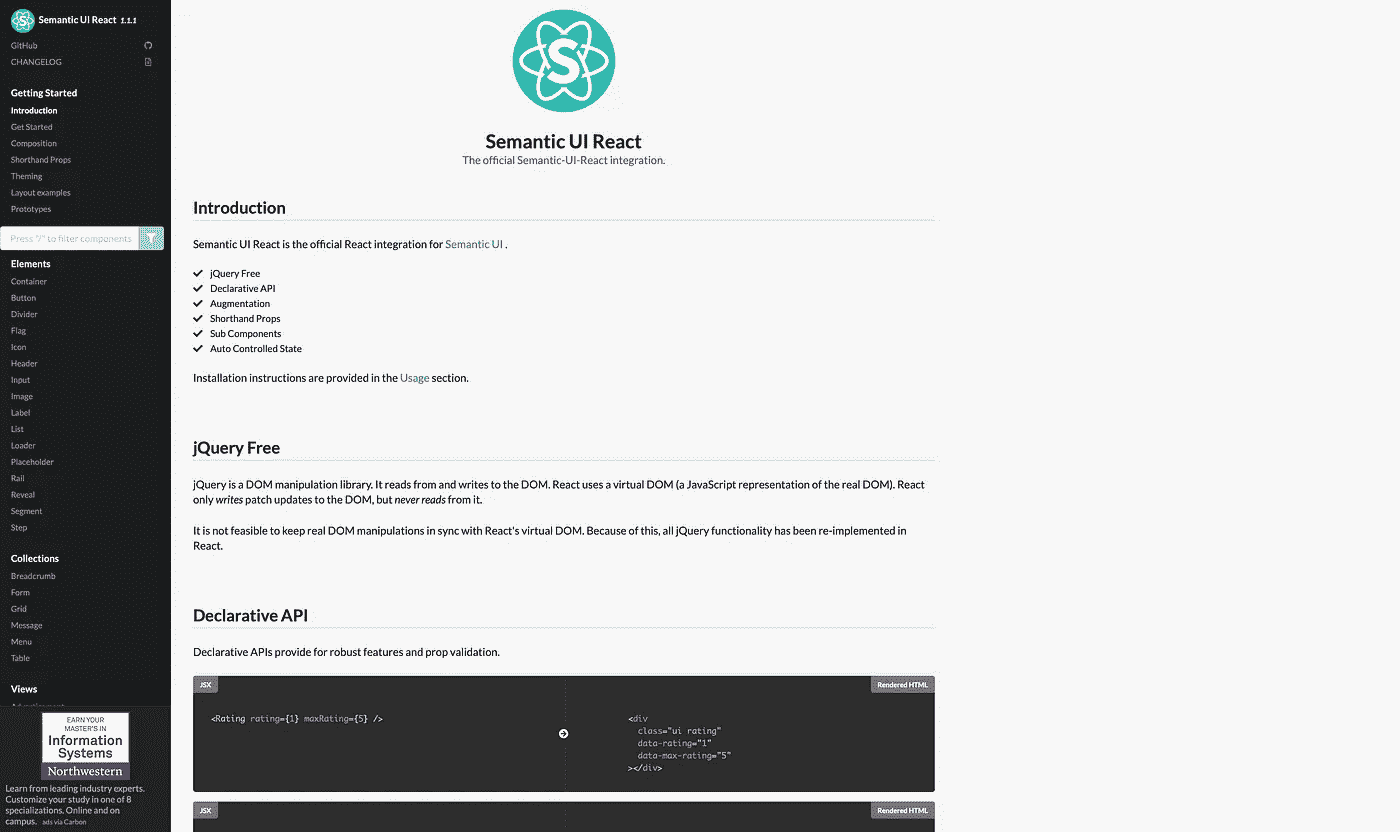 Semantic UI React 1.1.1
GitHub
CHANGELOG
Getting Started
Introduction
Get Started
Composition
Shorthand Props
Theming
Layout examples
Prototypes
Press "/" to filter components
Elements
Container
Button
Divider
Flag
Icon
Header
Input
Image
Label
List
Loader
Placeholder
Rail
Reveal
Segment
Step
Collections
Breadcrumb
Form
Grid
Message
Menu
Table
Views
EARN YOUR
MASTER'S IN
Information
Systems
Northwestern
Learn from leading industry experts.
Customize your study in one of 8
specializations. Online and on
campus. ads via Carbon
S
Semantic UI React
The official Semantic-UI-React integration.
Introduction
Semantic UI React is the official React integration for Semantic UI .
jQuery Free
Declarative API
Augmentation
Shorthand Props
Sub Components
Auto Controlled State
Installation instructions are provided in the Usage section.
jQuery Free
jQuery is a DOM manipulation library. It reads from and writes to the DOM. React uses a virtual DOM (a JavaScript representation of the real DOM). React
only writes patch updates to the DOM, but never reads from it.
It is not feasible to keep real DOM manipulations in sync with React's virtual DOM. Because of this, all jQuery functionality has been re-implemented in
React.
Declarative API
Declarative APIs provide for robust features and prop validation.
JSX
Rendered HTML
<Rating rating={1} maxRating={5} />
<div
class="ui rating"
data-rating="1"
data-max-rating="5"
></div>
JSX
Rendered HTML